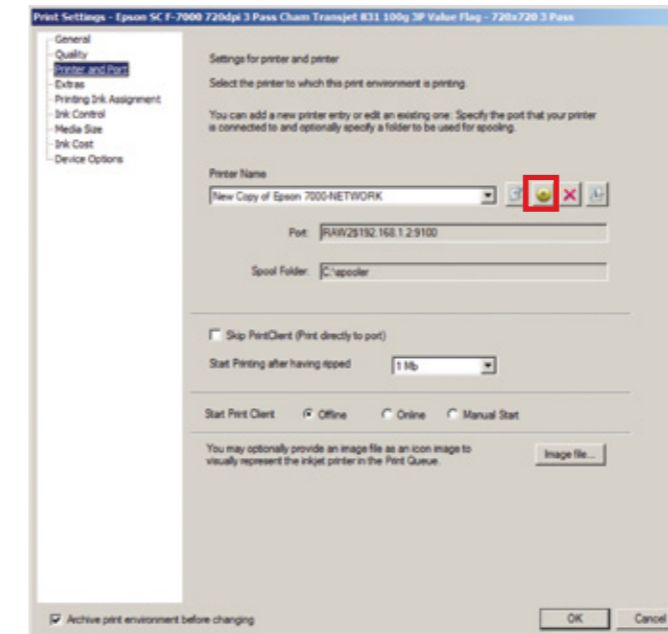 Print Settings - Epson SC F-7000 720dpi 3 Pass Cham Transjet 831 100g 3P Value Flag - 720x720 3 Pass
General
Quality
Printer and Port
Extras
Printing Ink Assignment
Ink Control
Media Size
Ink Cost
Device Options
Settings for printer and printer
Select the printer to which this print environment is printing.
You can add a new printer entry or edit an existing one: Specify the port that your printer
is connected to and optionally specify a folder to be used for spooling.
Printer Name
New Copy of Epson 7000-NETWORK
Port: RAW2$192.168.1.2:9100
Spool Folder: C:\spooler
Skip PrintClient (Print directly to port)
Start Printing after having ripped 1 Mb
Start Print Client Offline Online Manual Start
You may optionally provide an image file as an icon image to
visually represent the inkjet printer in the Print Queue.
Image file...
Archive print environment before changing
OK Cancel